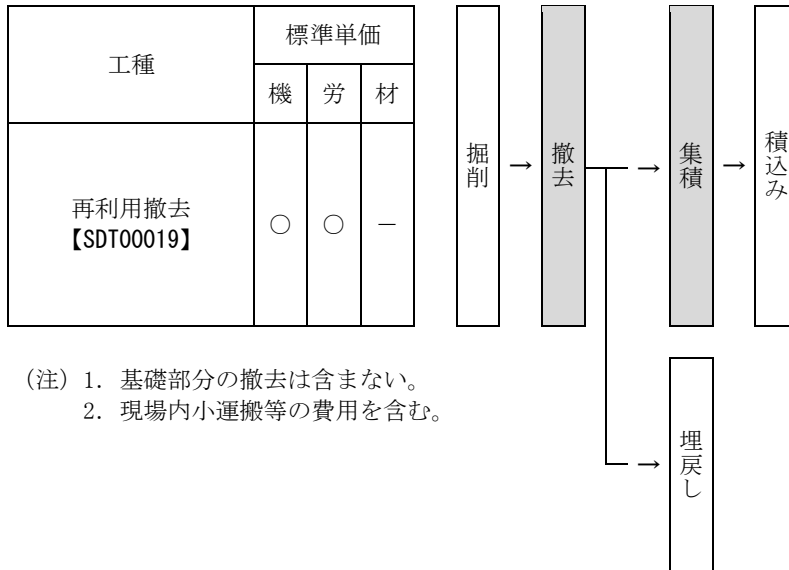 工種
標準単価
機 労 材
再利用撤去
【SDT00019】
○ ○ －
掘削 → 撤去 → 集積 → 積込み
→ 埋戻し
（注）1．基礎部分の撤去は含まない。
2．現場内小運搬等の費用を含む。